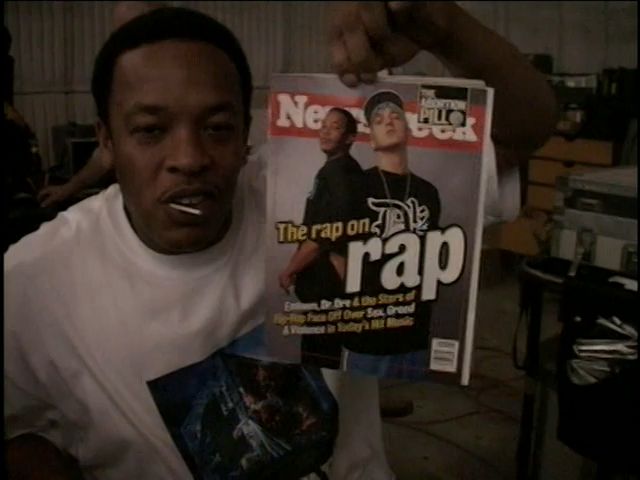 Newsweek
THE
ABORTION
PILL
The rap on
rap
Eminem, Dr. Dre & the Stars of
Hip-Hop Face Off Over Sex, Greed
& Violence in Today's Hit Music